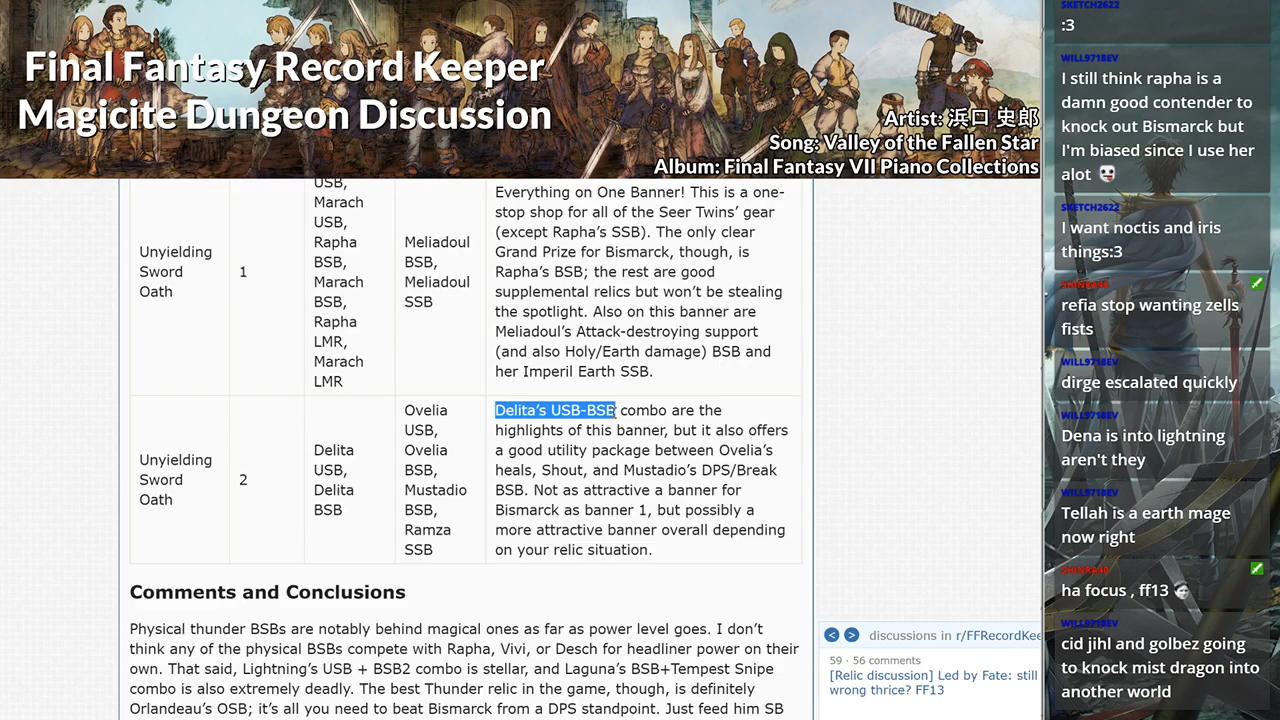 Final Fantasy Record Keeper
Magicite Dungeon Discussion
Artist: 浜口 史郎
Song: Valley of the Fallen Star
Album: Final Fantasy VII Piano Collections
Unyielding
Sword
Oath
1
USB,
Marach
USB,
Rapha
BSB,
Marach
BSB,
Rapha
LMR,
Marach
LMR
Meliadoul
BSB,
Meliadoul
SSB
Everything on One Banner! This is a one-
stop shop for all of the Seer Twins’ gear
(except Rapha’s SSB). The only clear
Grand Prize for Bismarck, though, is
Rapha’s BSB; the rest are good
supplemental relics but won’t be stealing
the spotlight. Also on this banner are
Meliadoul’s Attack-destroying support
(and also Holy/Earth damage) BSB and
her Imperil Earth SSB.
Unyielding
Sword
Oath
2
Delita
USB,
Delita
BSB
Ovelia
USB,
Ovelia
BSB,
Mustadio
BSB,
Ramza
SSB
Delita’s USB-BSB combo are the
highlights of this banner, but it also offers
a good utility package between Ovelia’s
heals, Shout, and Mustadio’s DPS/Break
BSB. Not as attractive a banner for
Bismarck as banner 1, but possibly a
more attractive banner overall depending
on your relic situation.
Comments and Conclusions
Physical thunder BSBs are notably behind magical ones as far as power level goes. I don’t
think any of the physical BSBs compete with Rapha, Vivi, or Desch for headliner power on their
own. That said, Lightning’s USB + BSB2 combo is stellar, and Laguna’s BSB+Tempest Snipe
combo is also extremely deadly. The best Thunder relic in the game, though, is definitely
Orlandeau’s OSB; it’s all you need to beat Bismarck from a DPS standpoint. Just feed him SB
< > discussions in r/FFRecordKee
59 · 56 comments
[Relic discussion] Led by Fate: still
wrong thrice? FF13
SKETCH2622
:3
WILL9718EV
I still think rapha is a
damn good contender to
knock out Bismarck but
I'm biased since I use her
alot
SKETCH2622
I want noctis and iris
things:3
SHINRA40
refia stop wanting zells
fists
WILL9718EV
dirge escalated quickly
WILL9718EV
Dena is into lightning
aren't they
WILL9718EV
Tellah is a earth mage
now right
SHINRA40
ha focus , ff13
WILL9718EV
cid jihl and golbez going
to knock mist dragon into
another world